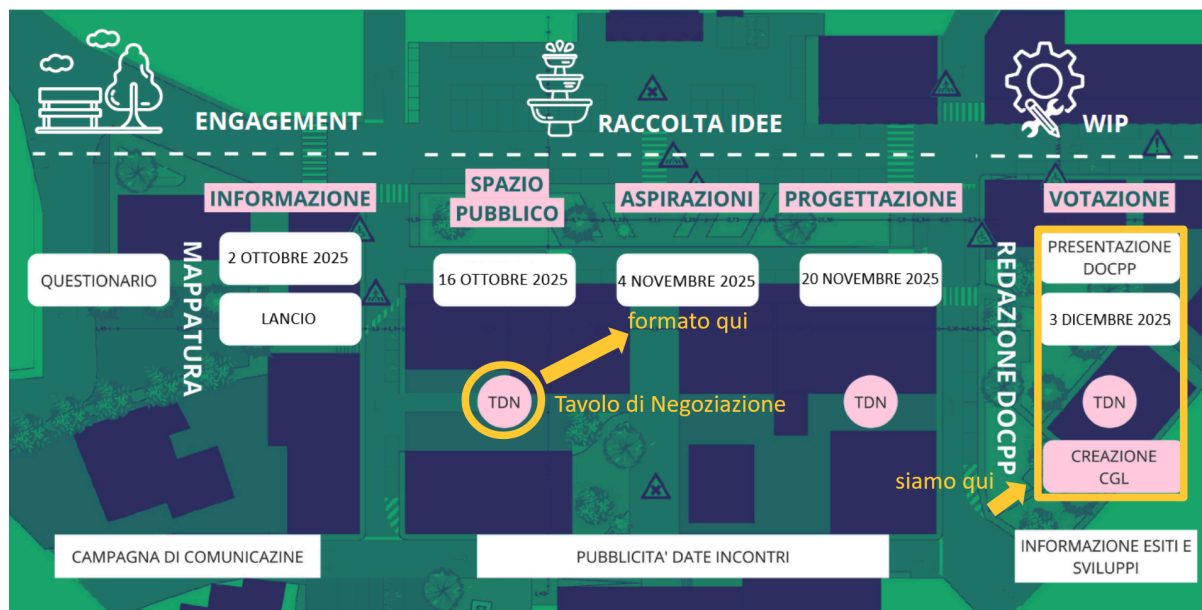 ENGAGEMENT
RACCOLTA IDEE
WIP
INFORMAZIONE
SPAZIO
PUBBLICO
ASPIRAZIONI
PROGETTAZIONE
VOTAZIONE
QUESTIONARIO
MAPPATURA
2 OTTOBRE 2025
LANCIO
16 OTTOBRE 2025
4 NOVEMBRE 2025
20 NOVEMBRE 2025
formato qui
TDN
Tavolo di Negoziazione
TDN
REDAZIONE DOCPP
PRESENTAZIONE
DOCPP
3 DICEMBRE 2025
TDN
CREAZIONE
CGL
siamo qui
CAMPAGNA DI COMUNICAZINE
PUBBLICITA' DATE INCONTRI
INFORMAZIONE ESITI E
SVILUPPI